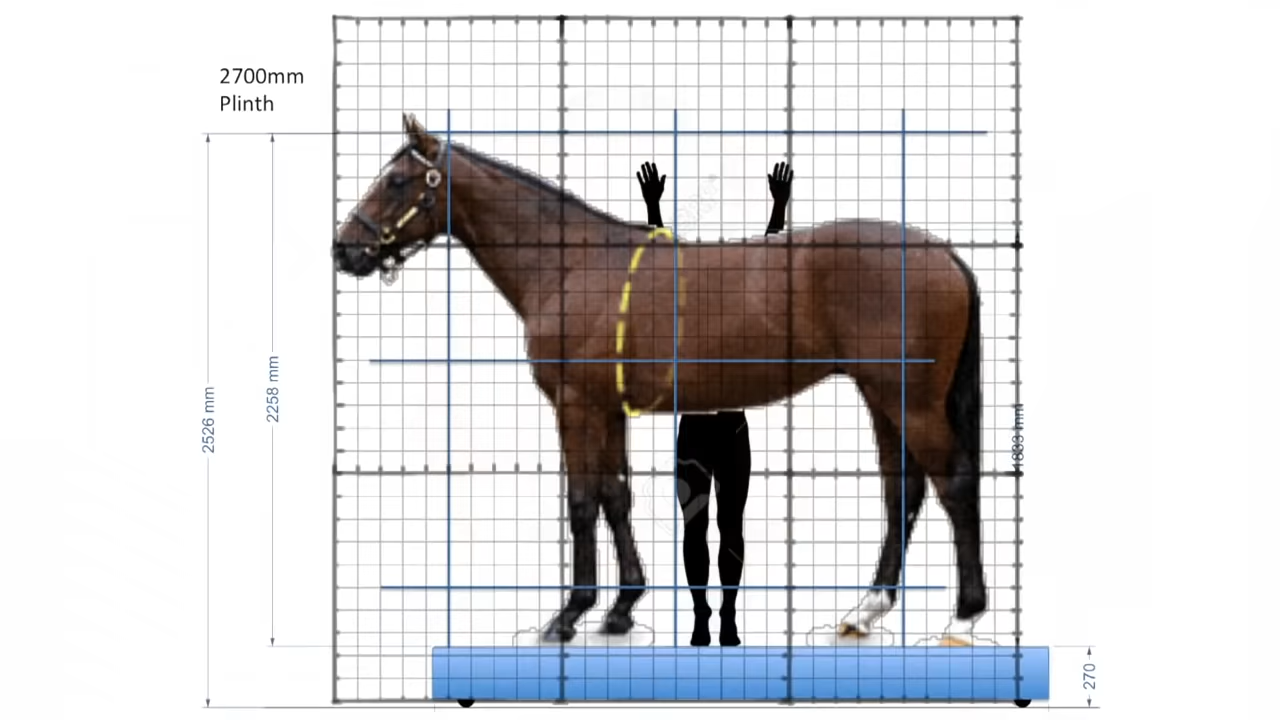 2700mm
Plinth
2526 mm
2258 mm
1833 mm
270